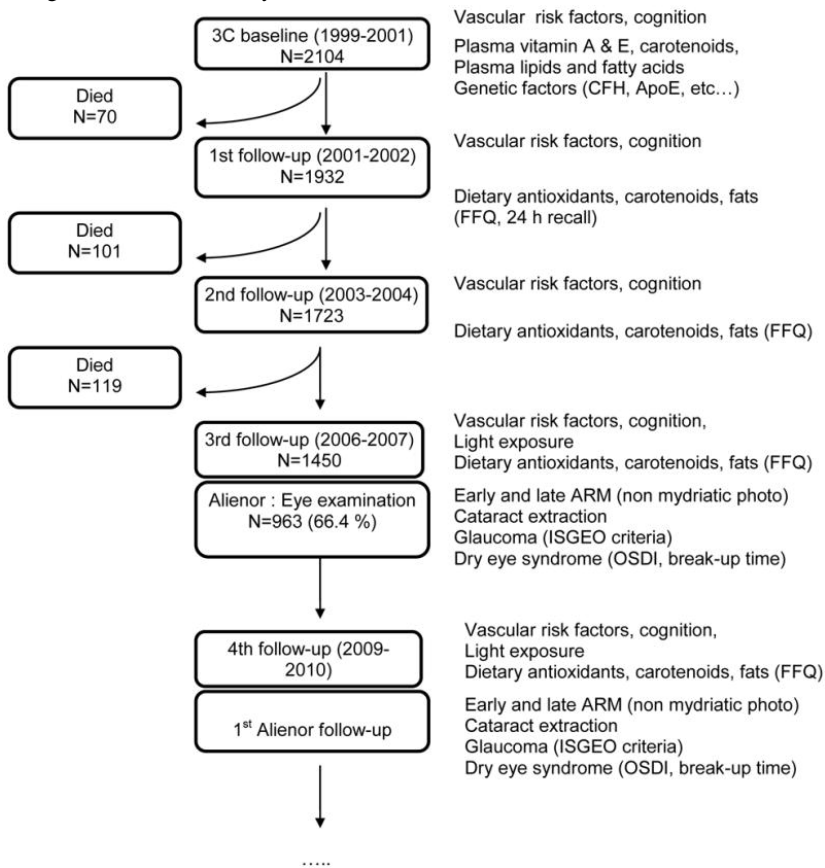 3C baseline (1999-2001)
N=2104
Vascular risk factors, cognition
Plasma vitamin A & E, carotenoids,
Plasma lipids and fatty acids
Genetic factors (CFH, ApoE, etc…)
Died
N=70
1st follow-up (2001-2002)
N=1932
Vascular risk factors, cognition
Dietary antioxidants, carotenoids, fats
(FFQ, 24 h recall)
Died
N=101
2nd follow-up (2003-2004)
N=1723
Vascular risk factors, cognition
Dietary antioxidants, carotenoids, fats (FFQ)
Died
N=119
3rd follow-up (2006-2007)
N=1450
Vascular risk factors, cognition,
Light exposure
Dietary antioxidants, carotenoids, fats (FFQ)
Alienor : Eye examination
N=963 (66.4 %)
Early and late ARM (non mydriatic photo)
Cataract extraction
Glaucoma (ISGEO criteria)
Dry eye syndrome (OSDI, break-up time)
4th follow-up (2009-
2010)
Vascular risk factors, cognition,
Light exposure
Dietary antioxidants, carotenoids, fats (FFQ)
1st Alienor follow-up
Early and late ARM (non mydriatic photo)
Cataract extraction
Glaucoma (ISGEO criteria)
Dry eye syndrome (OSDI, break-up time)
…..